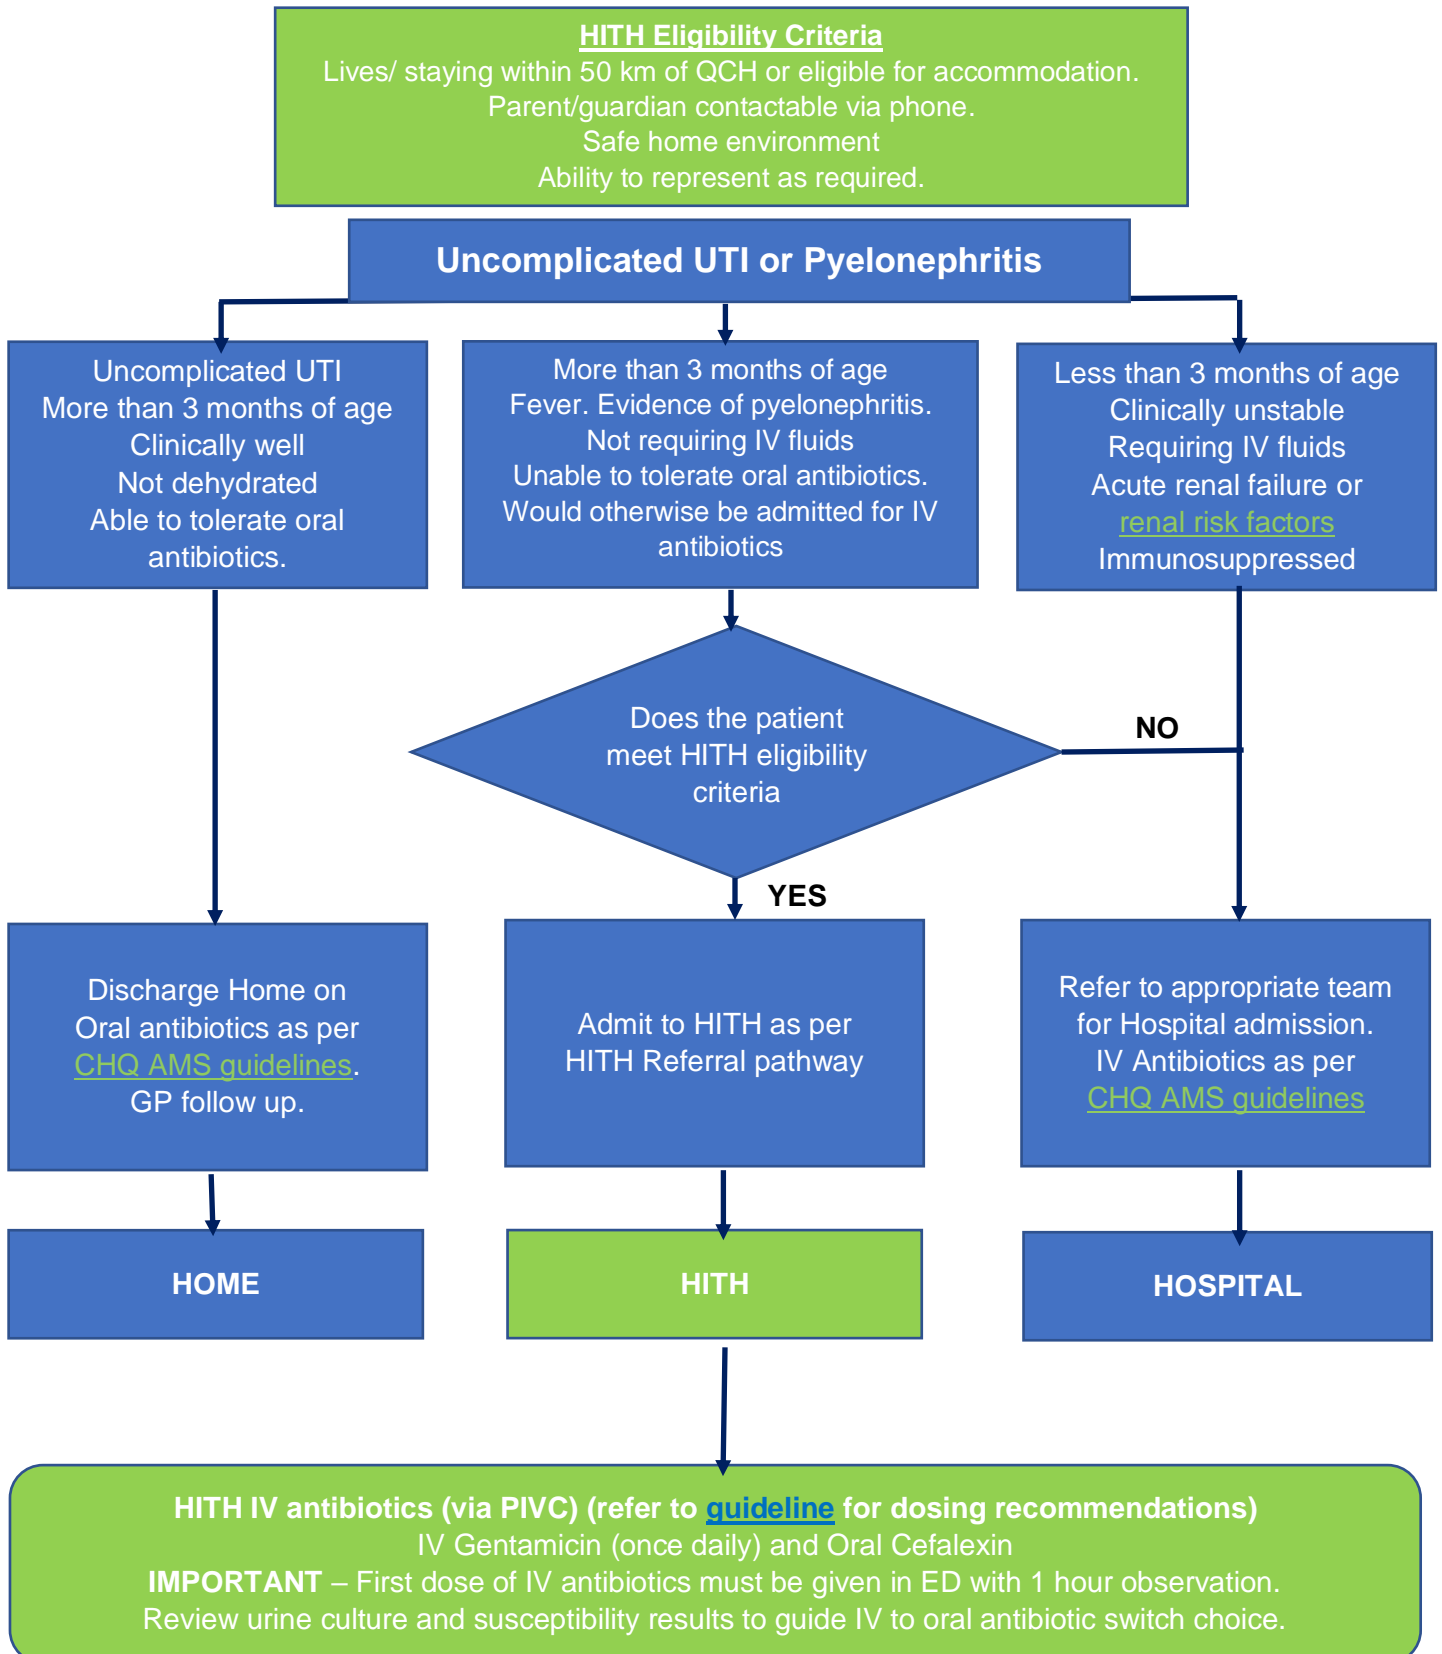 HITH Eligibility Criteria
Lives/ staying within 50 km of QCH or eligible for accommodation.
Parent/guardian contactable via phone.
Safe home environment
Ability to represent as required.
Uncomplicated UTI or Pyelonephritis
Uncomplicated UTI
More than 3 months of age
Clinically well
Not dehydrated
Able to tolerate oral
antibiotics.
More than 3 months of age
Fever. Evidence of pyelonephritis.
Not requiring IV fluids
Unable to tolerate oral antibiotics.
Would otherwise be admitted for IV
antibiotics
Less than 3 months of age
Clinically unstable
Requiring IV fluids
Acute renal failure or
renal risk factors
Immunosuppressed
Does the patient
meet HITH eligibility
criteria
NO
YES
Discharge Home on
Oral antibiotics as per
CHQ AMS guidelines.
GP follow up.
Admit to HITH as per
HITH Referral pathway
Refer to appropriate team
for Hospital admission.
IV Antibiotics as per
CHQ AMS guidelines
HOME
HITH
HOSPITAL
HITH IV antibiotics (via PIVC) (refer to guideline for dosing recommendations)
IV Gentamicin (once daily) and Oral Cefalexin
IMPORTANT – First dose of IV antibiotics must be given in ED with 1 hour observation.
Review urine culture and susceptibility results to guide IV to oral antibiotic switch choice.